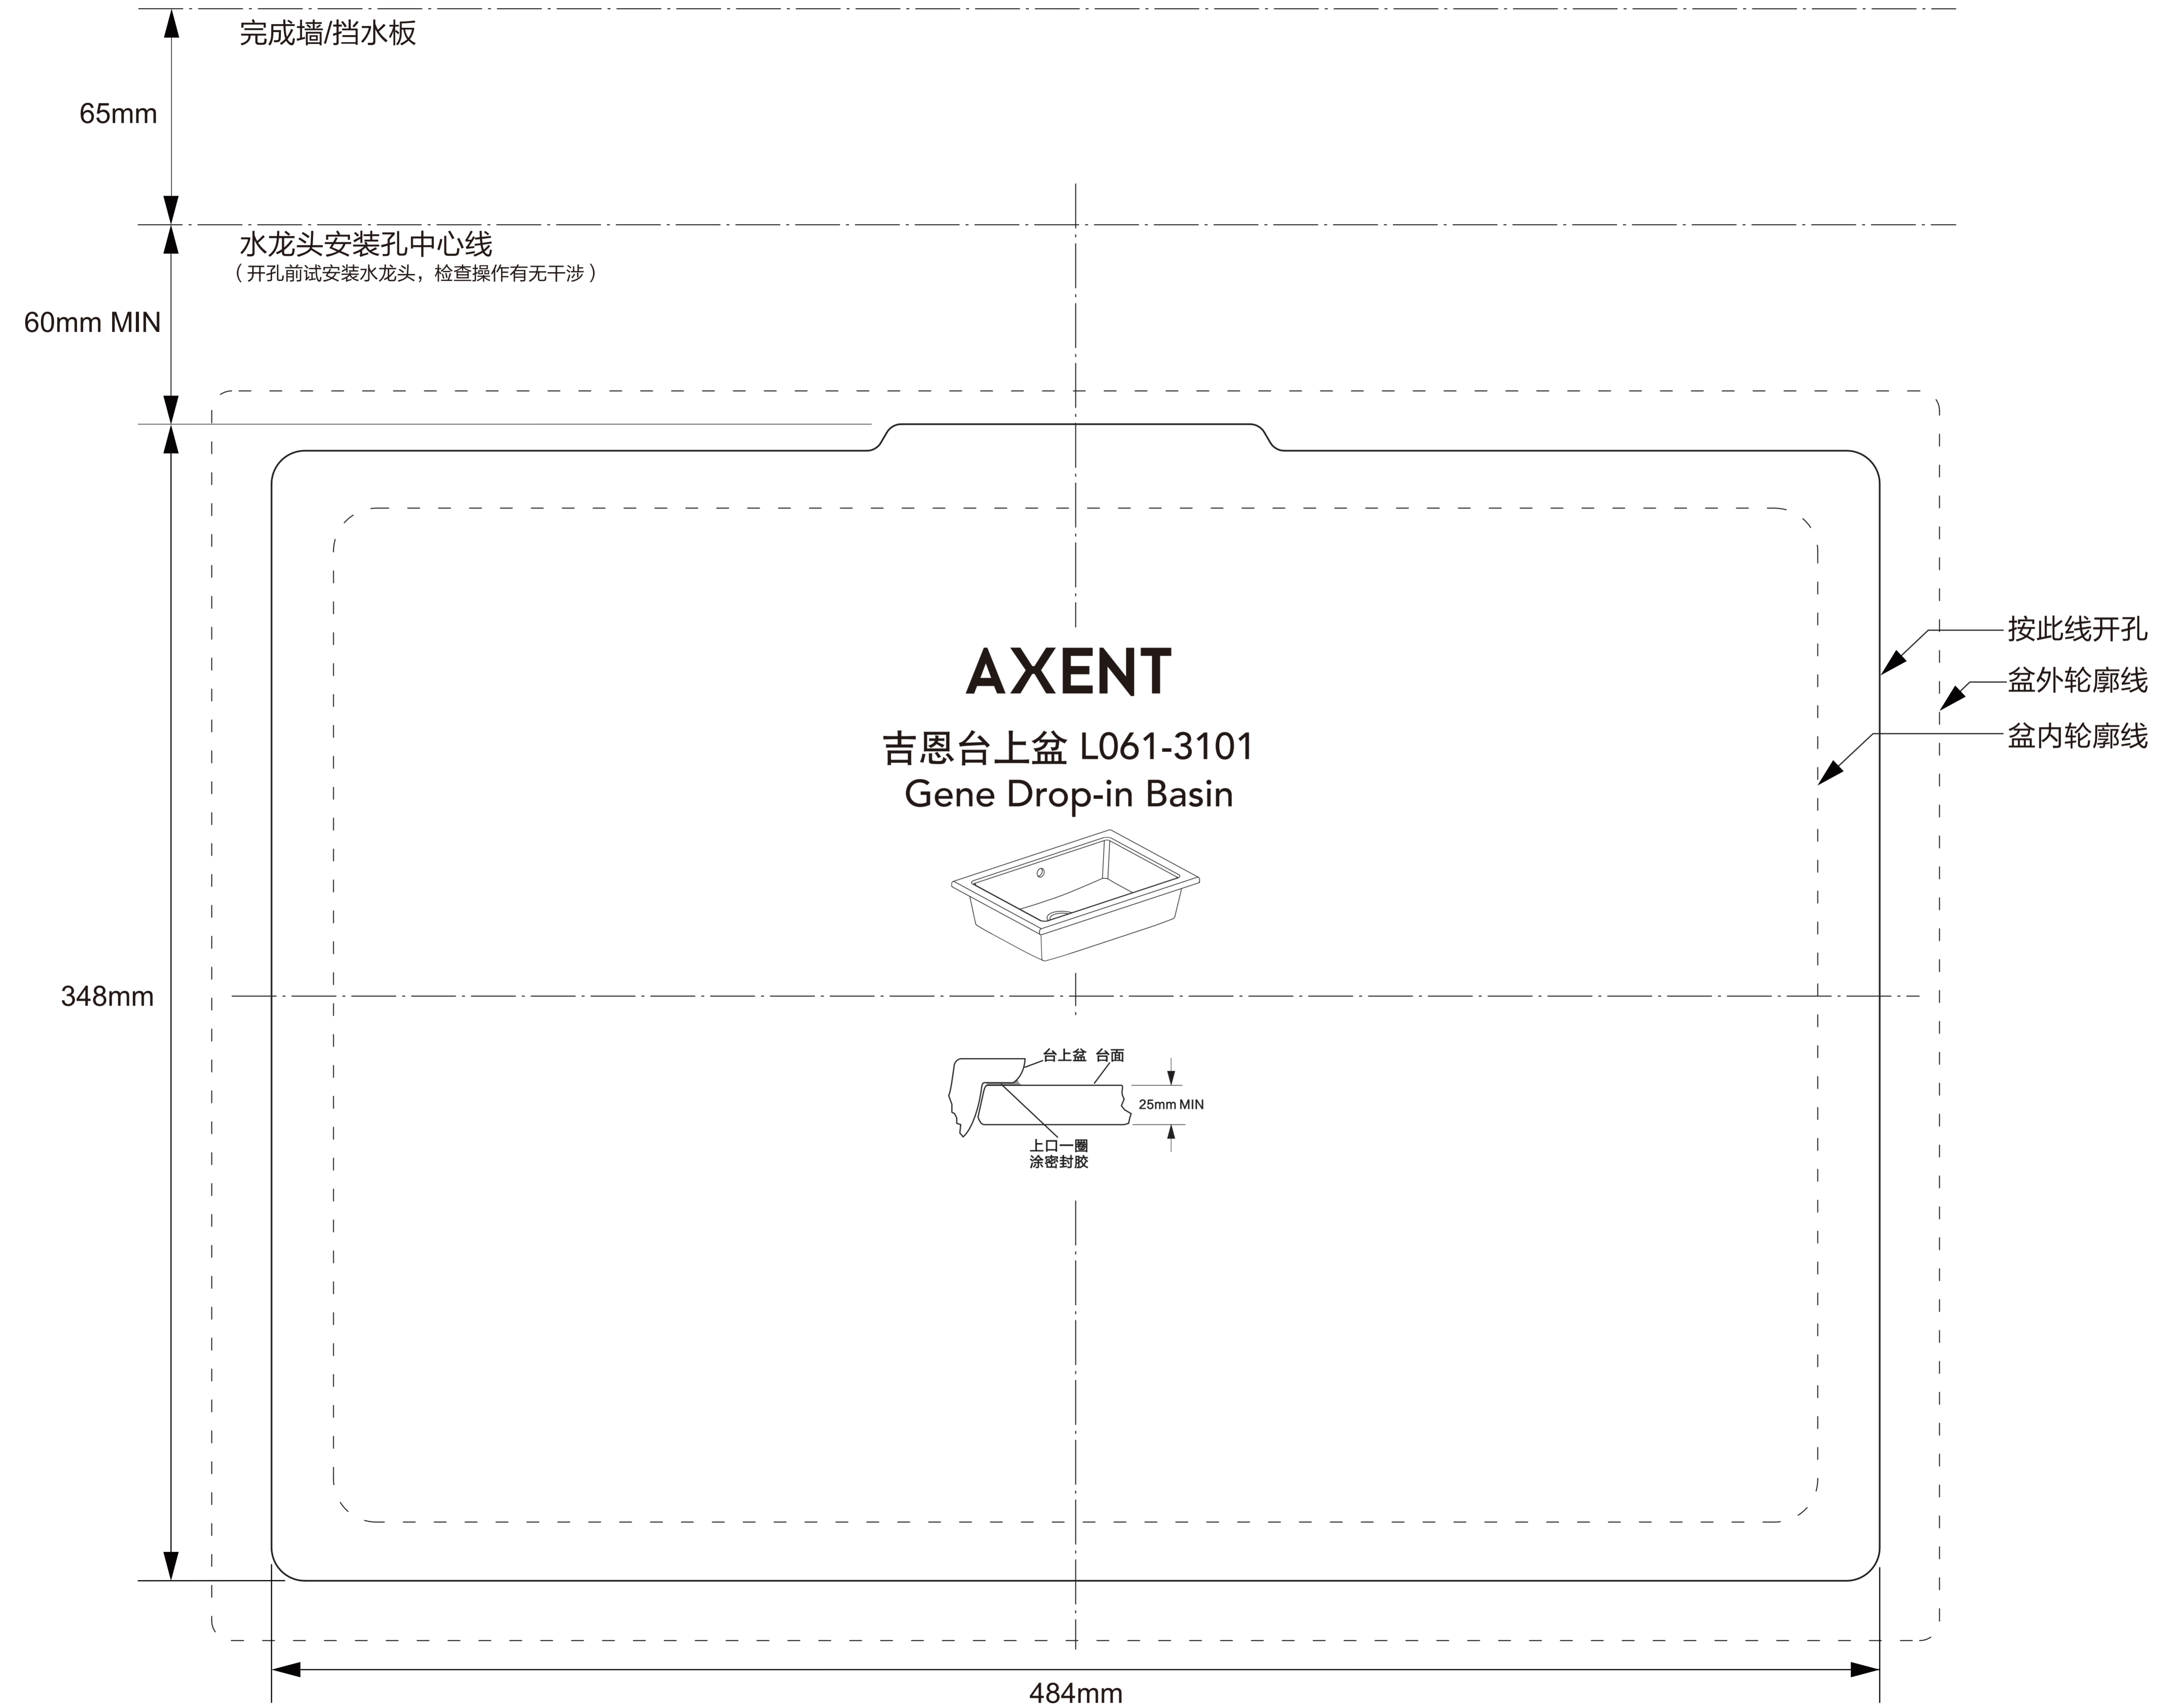 完成墙/挡水板
65mm
水龙头安装孔中心线
（开孔前试安装水龙头，检查操作有无干涉）
60mm MIN
按此线开孔
盆外轮廓线
盆内轮廓线
AXENT
吉恩台上盆 L061-3101
Gene Drop-in Basin
348mm
台上盆 台面
25mm MIN
上口一圈
涂密封胶
484mm